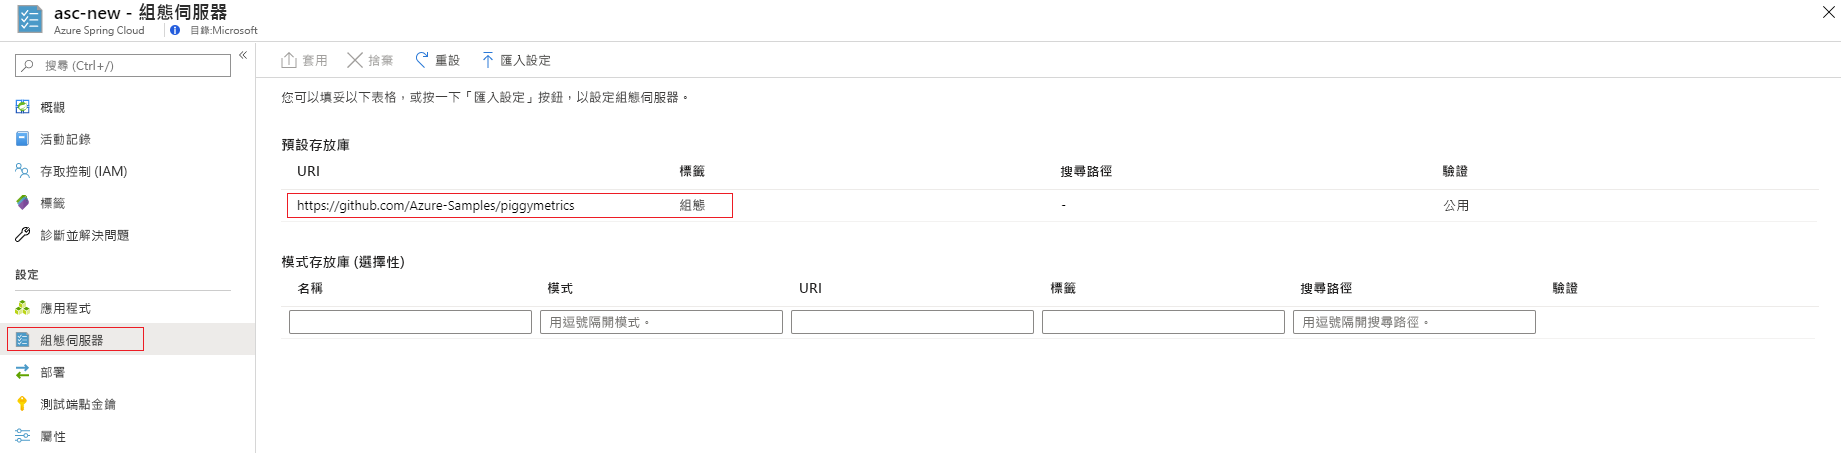 asc-new - 組態伺服器
Azure Spring Cloud
目錄:Microsoft
搜尋 (Ctrl+/)
概觀
活動記錄
存取控制 (IAM)
標籤
診斷並解決問題
設定
應用程式
組態伺服器
部署
測試端點金鑰
屬性
套用 捨棄 重設 匯入設定
您可以填妥以下表格，或按一下「匯入設定」按鈕，以設定組態伺服器。
預設存放庫
URI 標籤 搜尋路徑 驗證
https://github.com/Azure-Samples/piggymetrics 組態 - 公用
模式存放庫 (選擇性)
名稱 模式 URI 標籤 搜尋路徑 驗證
用逗號隔開模式。 用逗號隔開搜尋路徑。